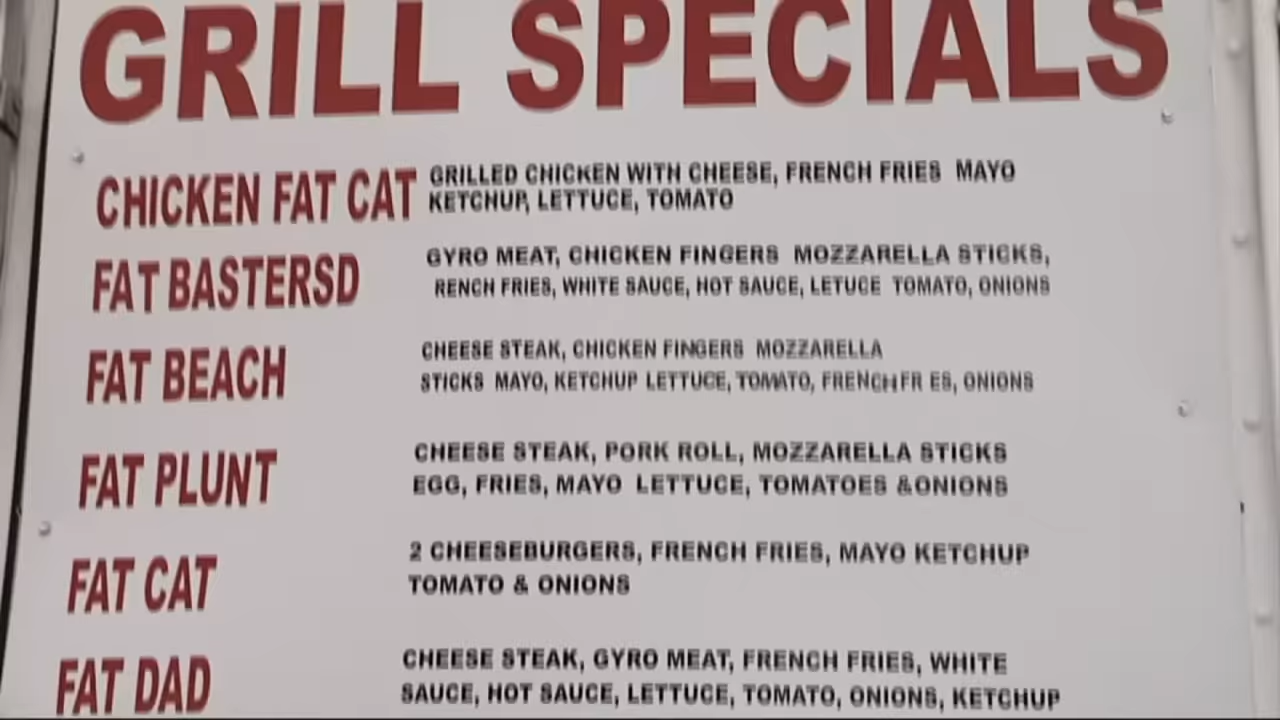 GRILL SPECIALS
CHICKEN FAT CAT GRILLED CHICKEN WITH CHEESE, FRENCH FRIES MAYO
KETCHUP, LETTUCE, TOMATO
FAT BASTERSD GYRO MEAT, CHICKEN FINGERS MOZZARELLA STICKS,
RENCH FRIES, WHITE SAUCE, HOT SAUCE, LETUCE TOMATO, ONIONS
FAT BEACH CHEESE STEAK, CHICKEN FINGERS MOZZARELLA
STICKS MAYO, KETCHUP LETTUCE, TOMATO, FRENCH FR ES, ONIONS
FAT PLUNT CHEESE STEAK, PORK ROLL, MOZZARELLA STICKS
EGG, FRIES, MAYO LETTUCE, TOMATOES &ONIONS
FAT CAT 2 CHEESEBURGERS, FRENCH FRIES, MAYO KETCHUP
TOMATO & ONIONS
FAT DAD CHEESE STEAK, GYRO MEAT, FRENCH FRIES, WHITE
SAUCE, HOT SAUCE, LETTUCE, TOMATO, ONIONS, KETCHUP